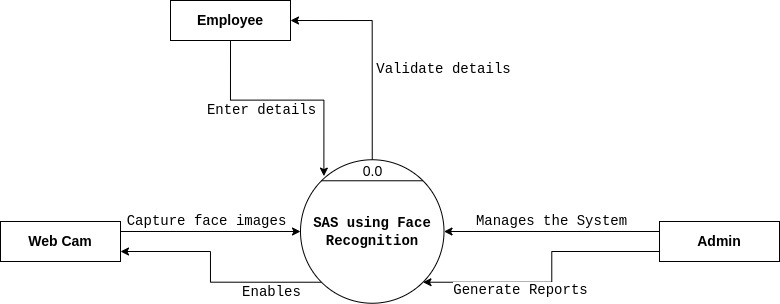 Employee
Validate details
Enter details
0.0
Capture face images
SAS using Face
Recognition
Manages the System
Web Cam
Admin
Enables
Generate Reports